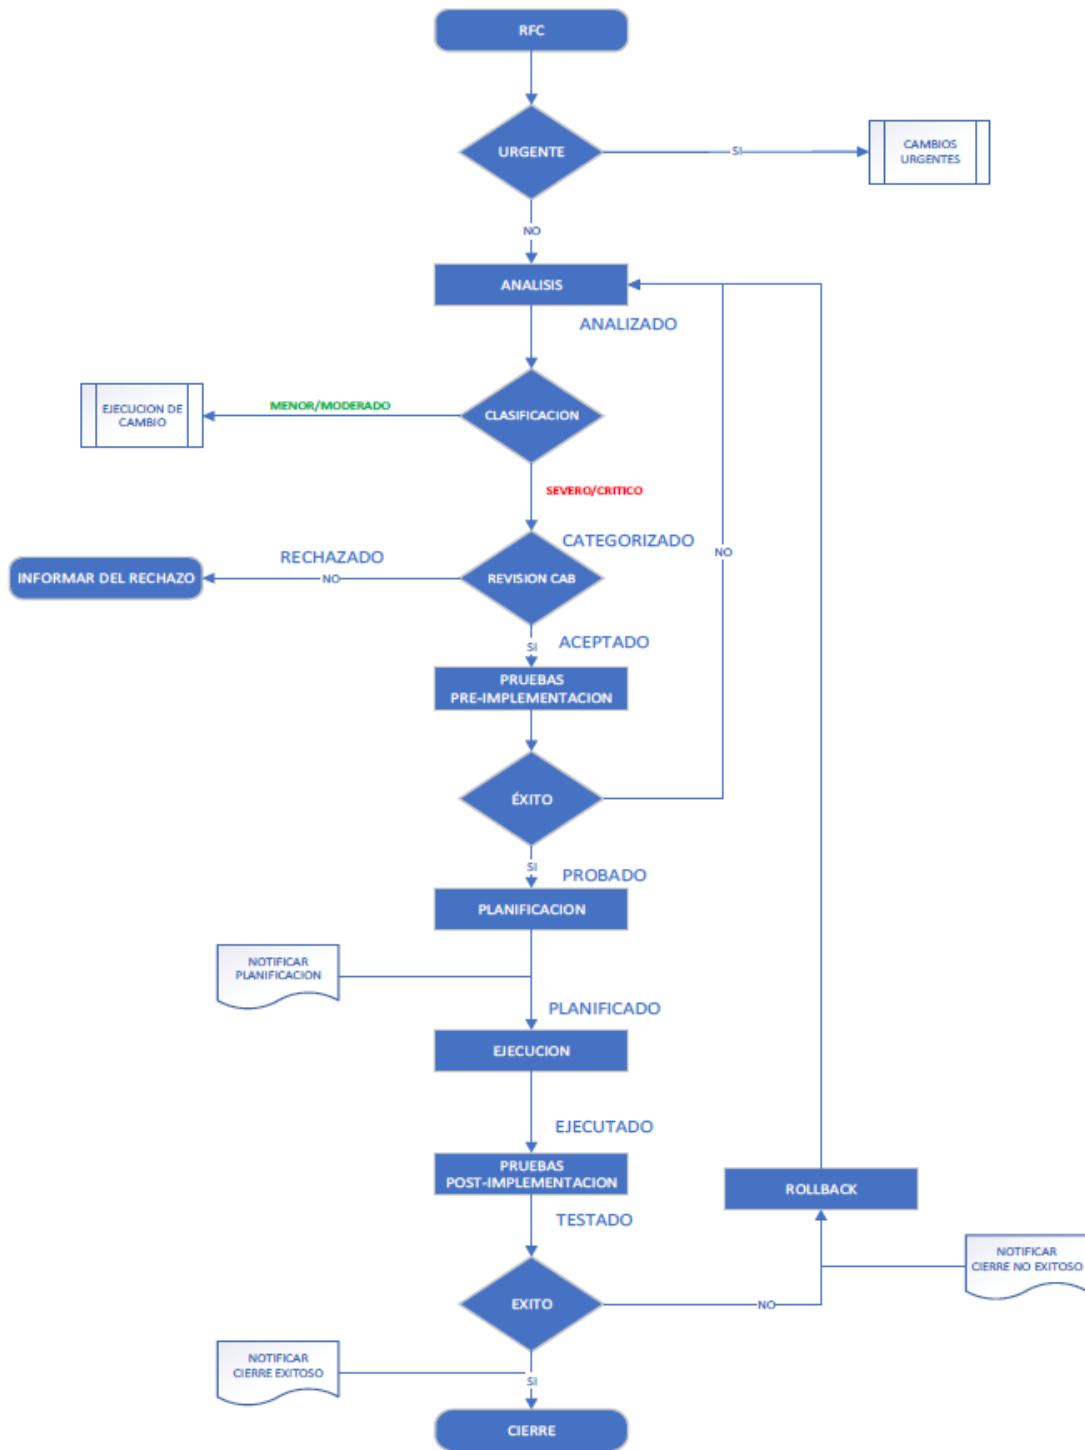 RFC
URGENTE
SI
CAMBIOS
URGENTES
NO
ANALISIS
ANALIZADO
EJECUCION DE
CAMBIO
MENOR/MODERADO
CLASIFICACION
SEVERO/CRITICO
CATEGORIZADO
NO
RECHAZADO
INFORMAR DEL RECHAZO
NO
REVISION CAB
SI
ACEPTADO
PRUEBAS
PRE-IMPLEMENTACION
ÉXITO
SI
PROBADO
PLANIFICACION
NOTIFICAR
PLANIFICACION
PLANIFICADO
EJECUCION
EJECUTADO
PRUEBAS
POST-IMPLEMENTACION
ROLLBACK
TESTADO
NOTIFICAR
CIERRE NO EXITOSO
EXITO
NO
NOTIFICAR
CIERRE EXITOSO
SI
CIERRE